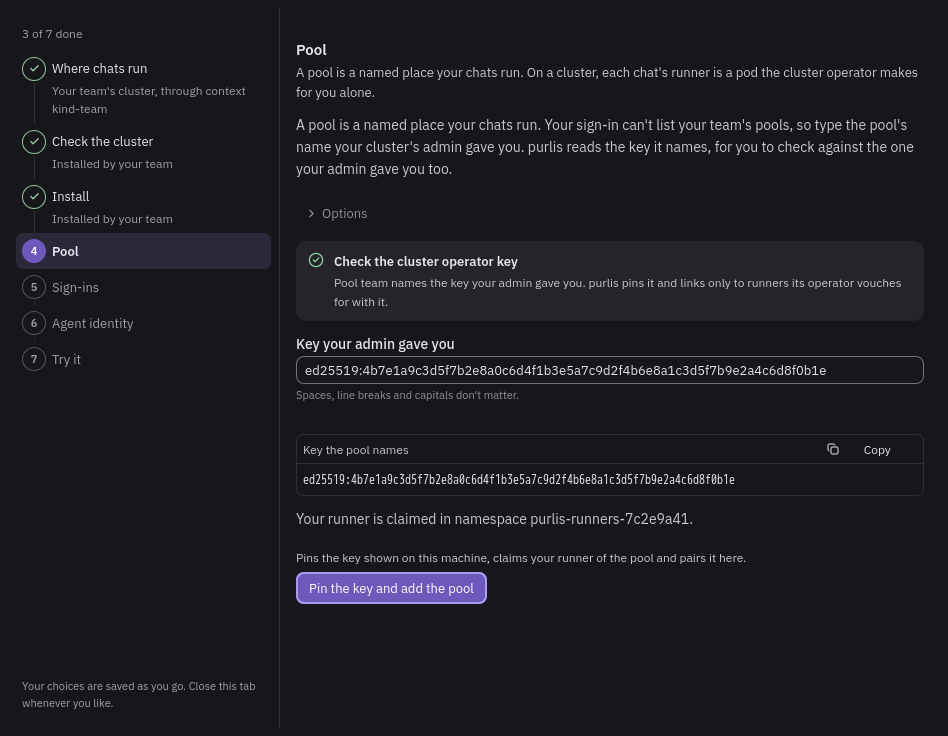 3 of 7 done
Where chats run
Your team's cluster, through context
kind-team
Check the cluster
Installed by your team
Install
Installed by your team
4 Pool
5 Sign-ins
6 Agent identity
7 Try it
Your choices are saved as you go. Close this tab
whenever you like.
Pool
A pool is a named place your chats run. On a cluster, each chat's runner is a pod the cluster operator makes
for you alone.
A pool is a named place your chats run. Your sign-in can't list your team's pools, so type the pool's
name your cluster's admin gave you. purlis reads the key it names, for you to check against the one
your admin gave you too.
Options
Check the cluster operator key
Pool team names the key your admin gave you. purlis pins it and links only to runners its operator vouches
for with it.
Key your admin gave you
ed25519:4b7e1a9c3d5f7b2e8a0c6d4f1b3e5a7c9d2f4b6e8a1c3d5f7b9e2a4c6d8f0b1e
Spaces, line breaks and capitals don't matter.
Key the pool names Copy
ed25519:4b7e1a9c3d5f7b2e8a0c6d4f1b3e5a7c9d2f4b6e8a1c3d5f7b9e2a4c6d8f0b1e
Your runner is claimed in namespace purlis-runners-7c2e9a41.
Pins the key shown on this machine, claims your runner of the pool and pairs it here.
Pin the key and add the pool